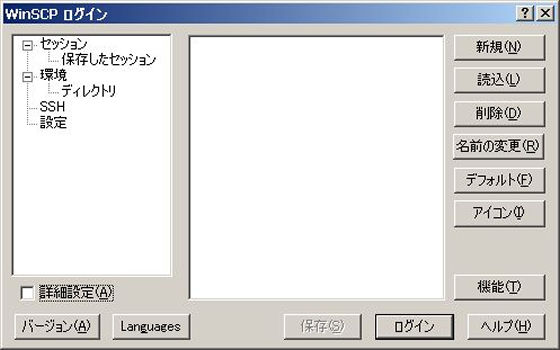 WinSCP ログイン
セッション
保存したセッション
環境
ディレクトリ
SSH
設定
詳細設定(A)
新規(N)
読込(L)
削除(D)
名前の変更(R)
デフォルト(F)
アイコン(I)
機能(T)
バージョン(A)
Languages
保存(S)
ログイン
ヘルプ(H)